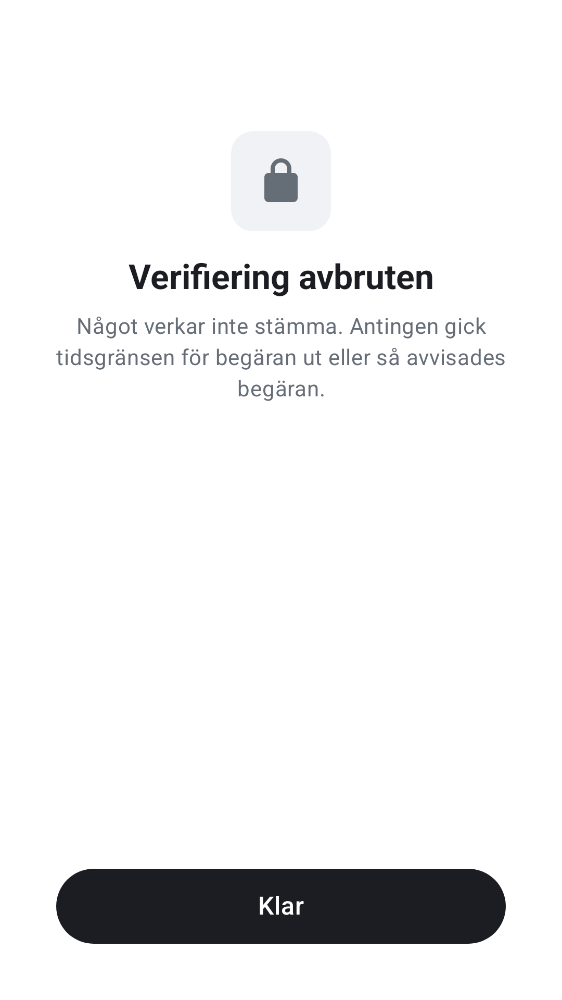 Verifiering avbruten
Något verkar inte stämma. Antingen gick
tidsgränsen för begäran ut eller så avvisades
begäran.
Klar